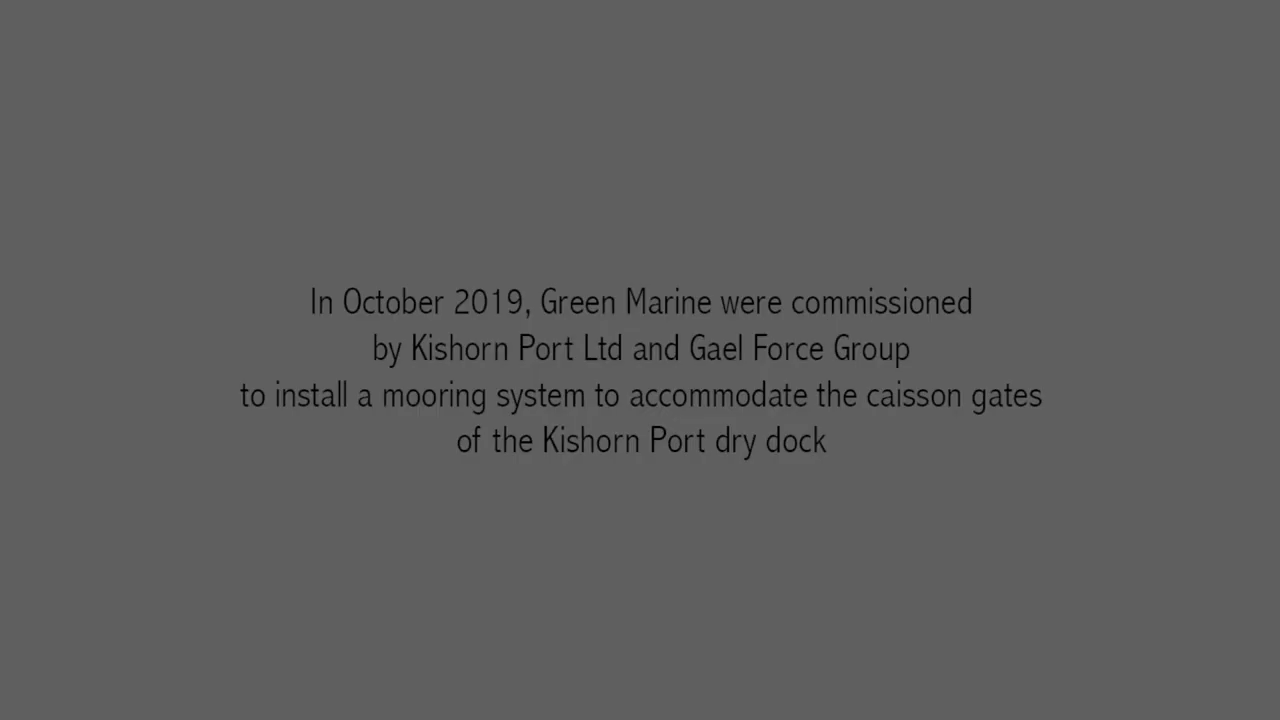 In October 2019, Green Marine were commissioned
by Kishorn Port Ltd and Gael Force Group
to install a mooring system to accommodate the caisson gates
of the Kishorn Port dry dock